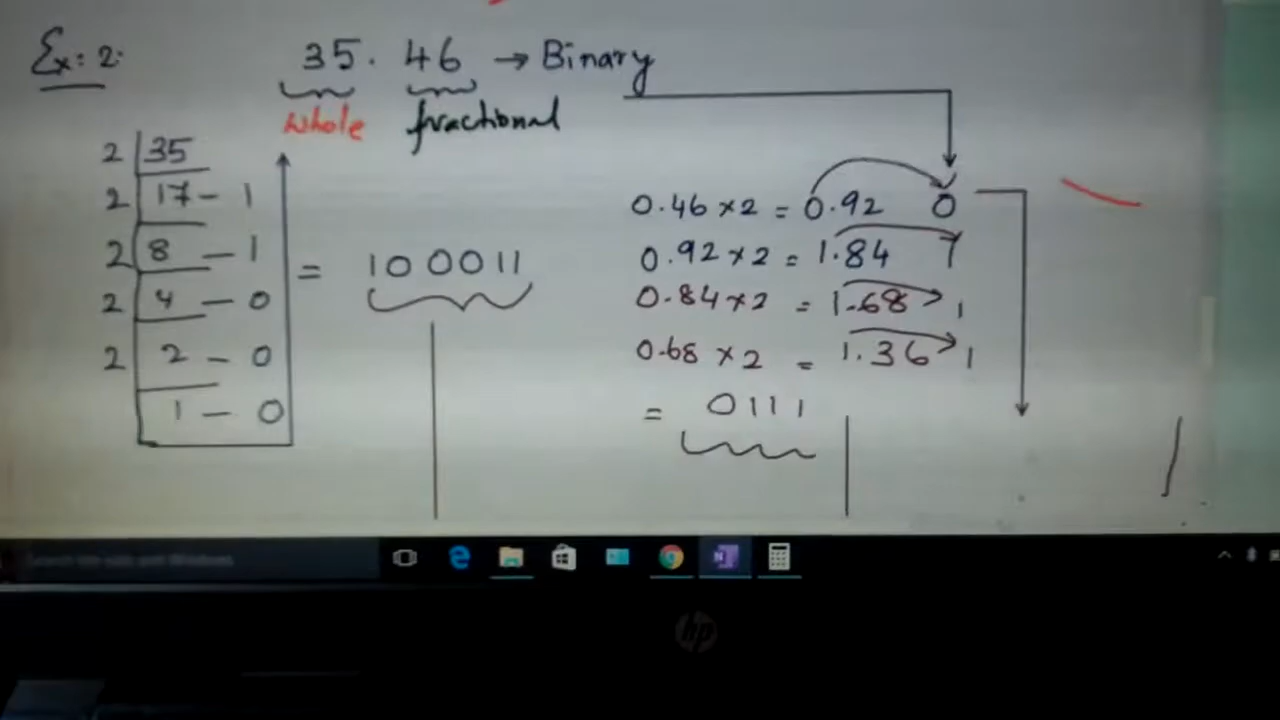 Ex: 2:
35. 46 → Binary
whole fractional
2 35
2 17 - 1
2 8 - 1
2 4 - 0
2 2 - 0
1 - 0
= 100011
0.46 × 2 = 0.92 0
0.92 × 2 = 1.84 1
0.84 × 2 = 1.68 1
0.68 × 2 = 1.36 1
= 0111
hp